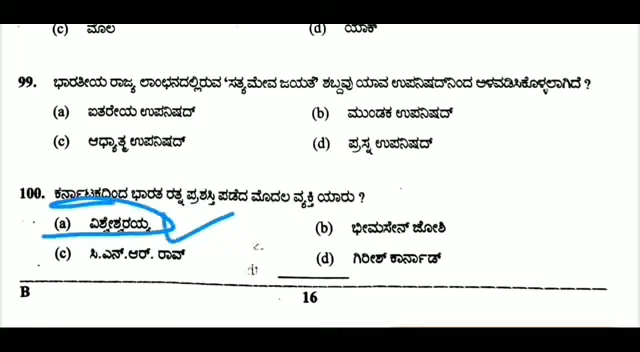 (c) ಮೂಲ (d) ಯಾಕ್
99. ಭಾರತೀಯ ರಾಜ್ಯ ಲಾಂಛನದಲ್ಲಿರುವ 'ಸತ್ಯಮೇವ ಜಯತೆ' ಶಬ್ದವು ಯಾವ ಉಪನಿಷದ್‌ನಿಂದ ಅಳವಡಿಸಿಕೊಳ್ಳಲಾಗಿದೆ ?
(a) ಐತರೇಯ ಉಪನಿಷದ್ (b) ಮುಂಡಕ ಉಪನಿಷದ್
(c) ಆಧ್ಯಾತ್ಮ ಉಪನಿಷದ್ (d) ಪ್ರಸ್ನ ಉಪನಿಷದ್
100. ಕರ್ನಾಟಕದಿಂದ ಭಾರತ ರತ್ನ ಪ್ರಶಸ್ತಿ ಪಡೆದ ಮೊದಲ ವ್ಯಕ್ತಿ ಯಾರು ?
(a) ವಿಶ್ವೇಶ್ವರಯ್ಯ (b) ಭೀಮಸೇನ್ ಜೋಶಿ
(c) ಸಿ.ಎನ್.ಆರ್. ರಾವ್ (d) ಗಿರೀಶ್ ಕಾರ್ನಾಡ್
B 16